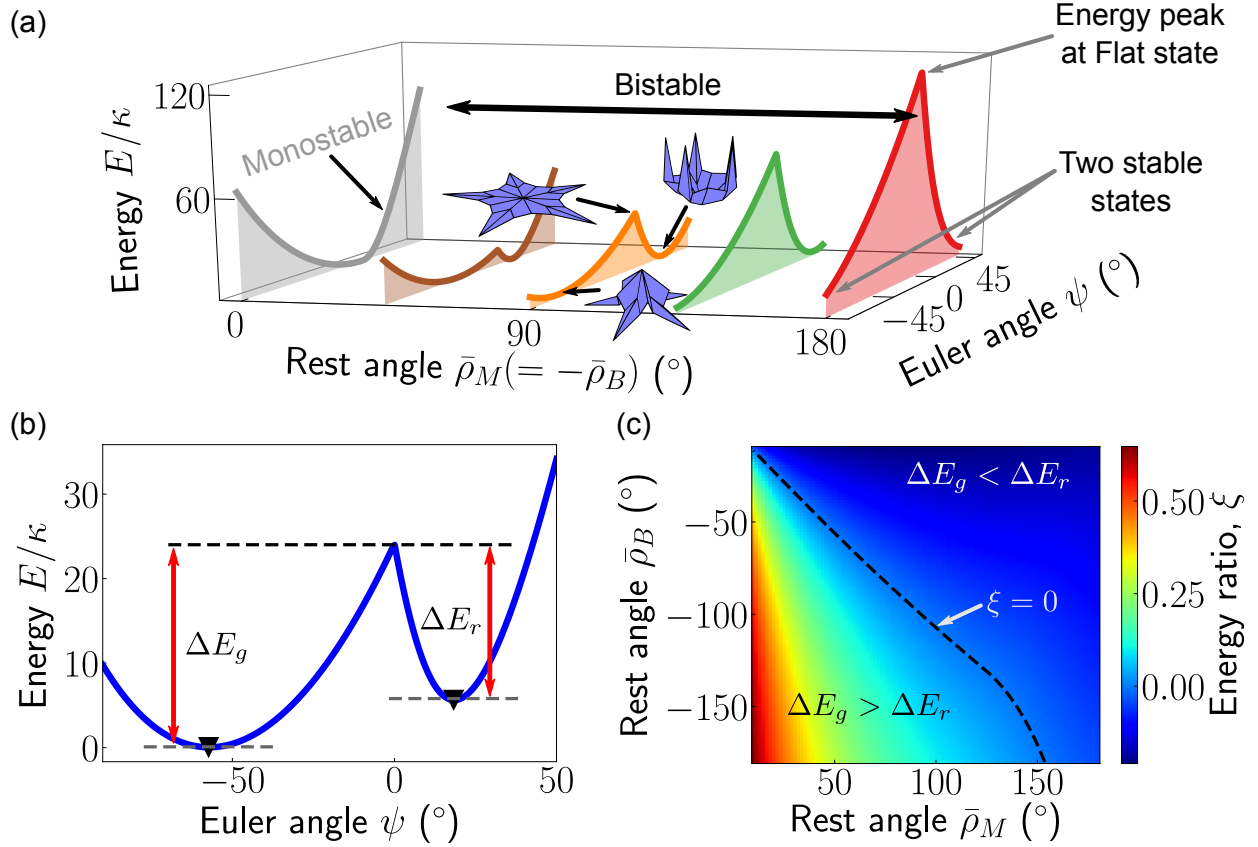 (a)
Energy peak
at Flat state
Bistable
Monostable
Two stable
states
Energy E/κ
120
60
0
90
180
Rest angle ρ̄_M(= −ρ̄_B) (°)
−45
0
45
Euler angle ψ (°)
(b)
Energy E/κ
30
20
10
0
ΔE_g
ΔE_r
−50
0
50
Euler angle ψ (°)
(c)
Rest angle ρ̄_B (°)
−50
−100
−150
ΔE_g < ΔE_r
ξ = 0
ΔE_g > ΔE_r
50
100
150
Rest angle ρ̄_M (°)
0.50
0.25
0.00
Energy ratio, ξ